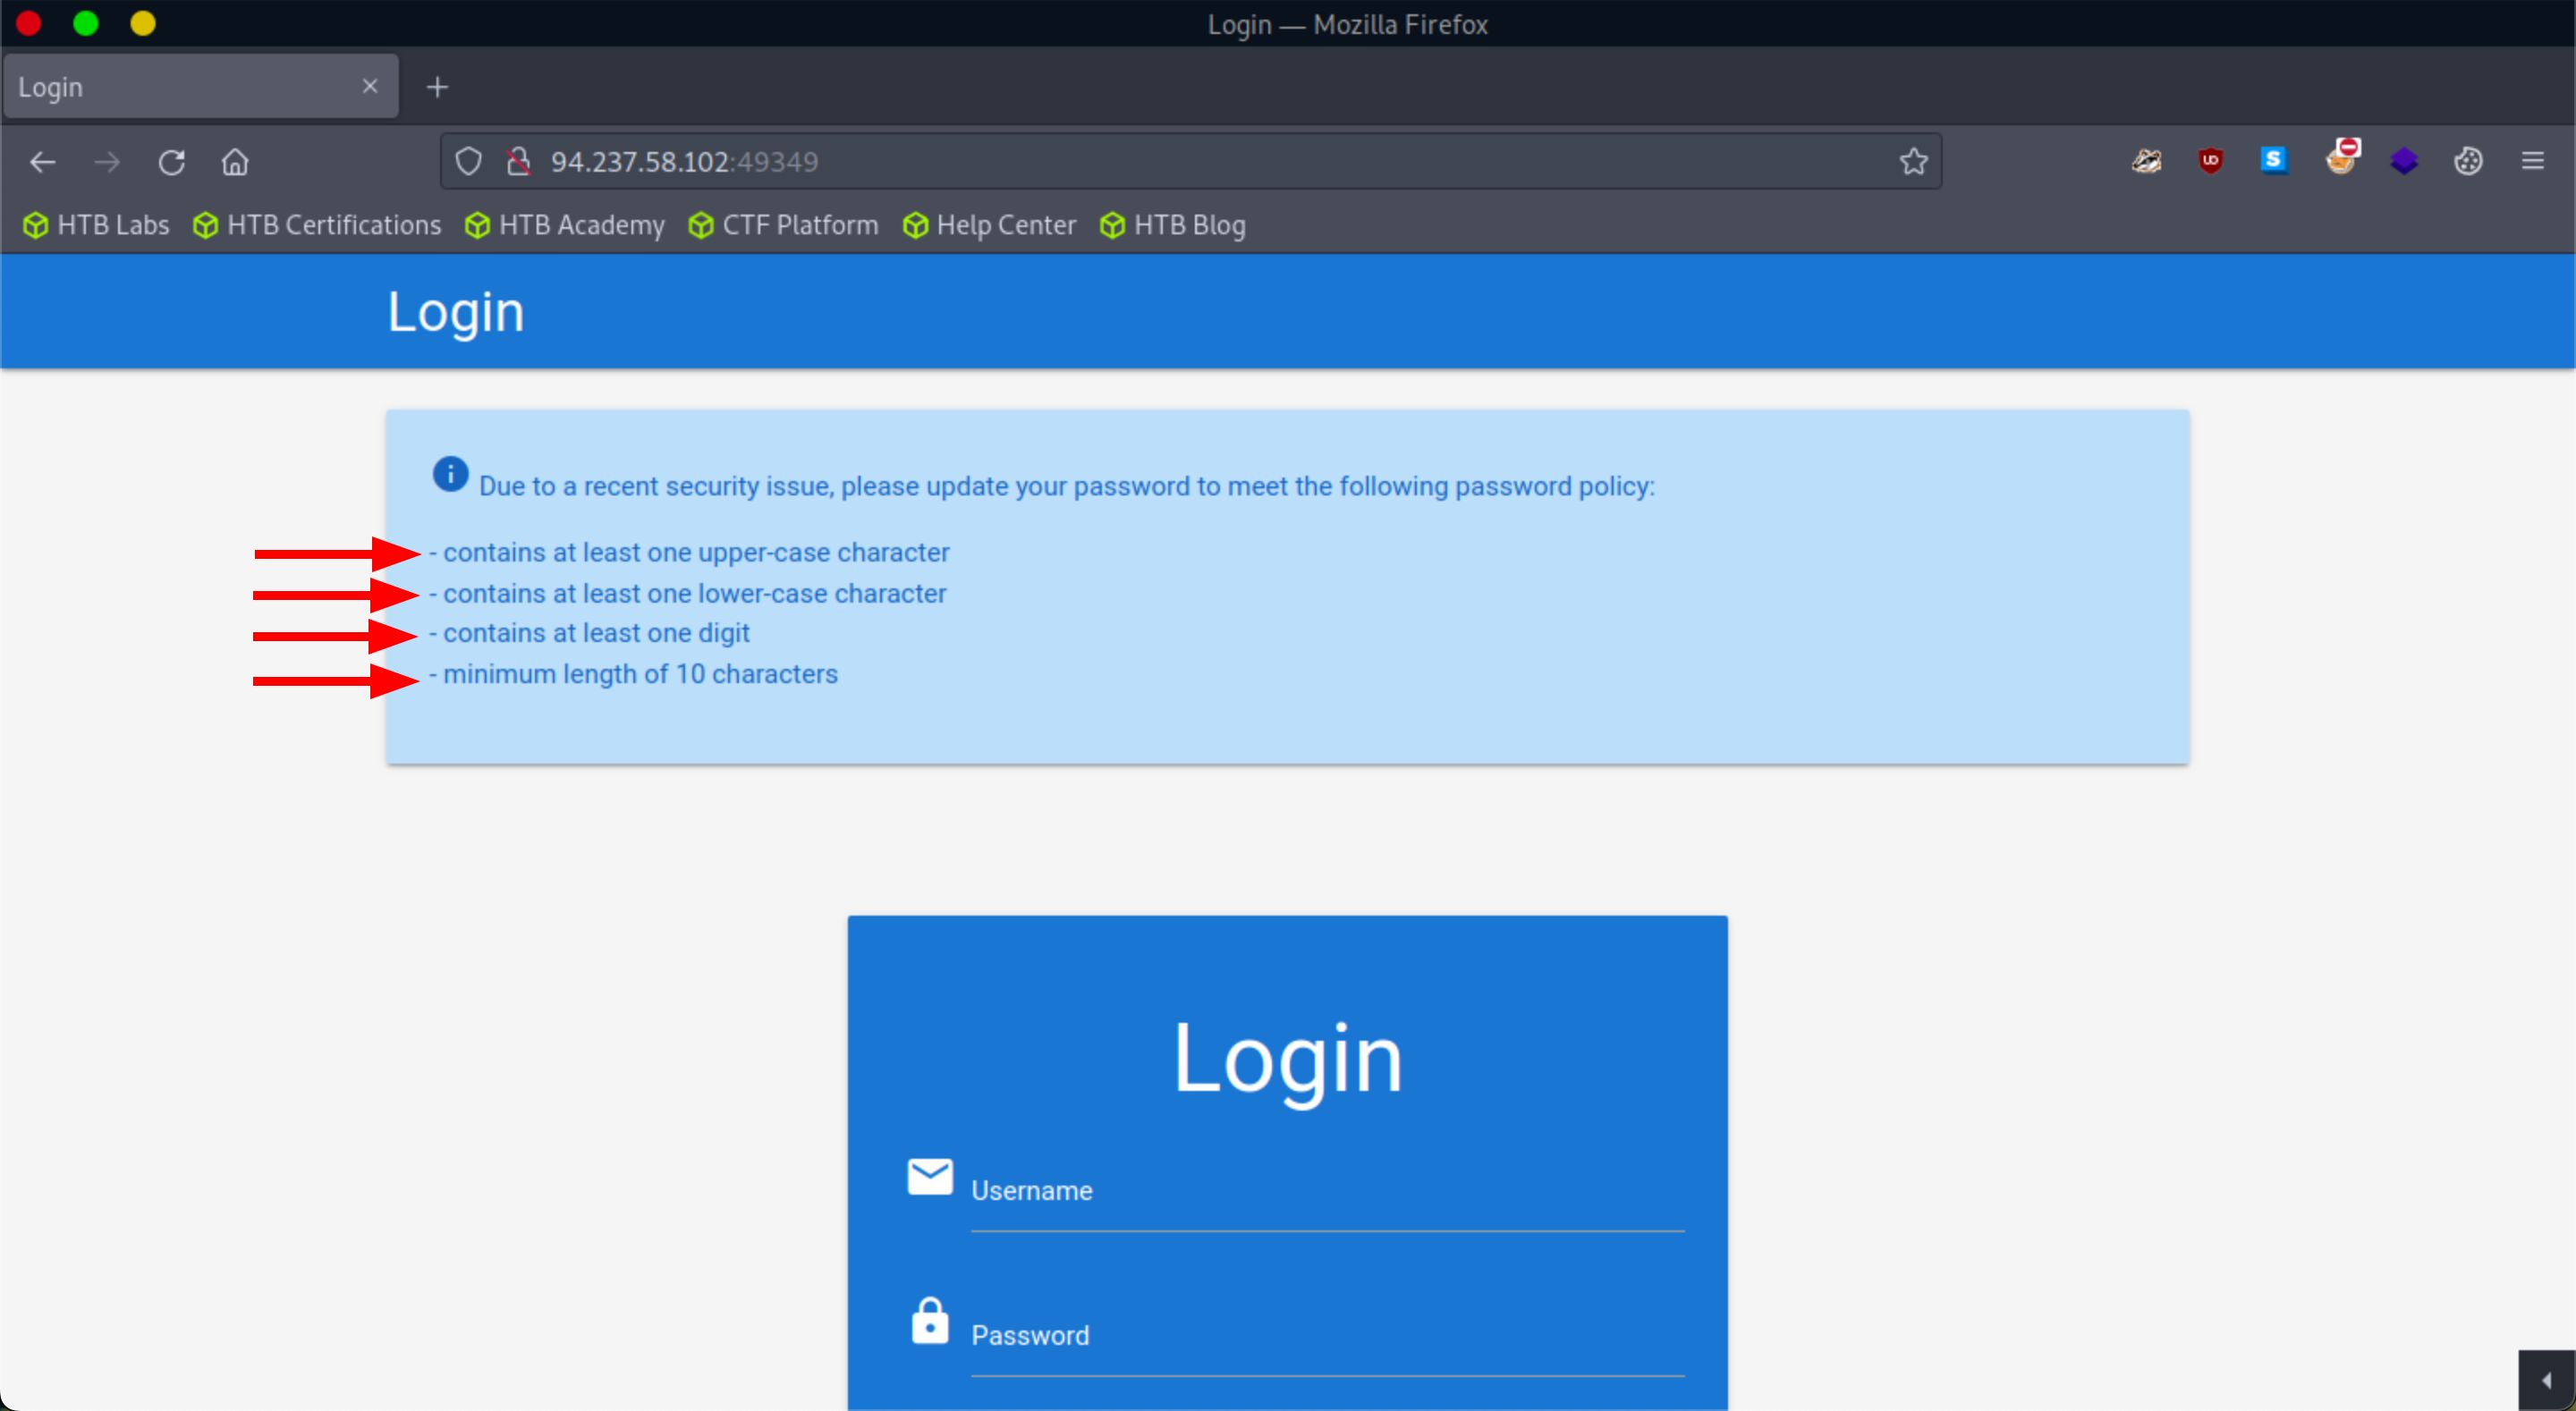 Login — Mozilla Firefox
Login
94.237.58.102:49349
HTB Labs HTB Certifications HTB Academy CTF Platform Help Center HTB Blog
Login
Due to a recent security issue, please update your password to meet the following password policy:
- contains at least one upper-case character
- contains at least one lower-case character
- contains at least one digit
- minimum length of 10 characters
Login
Username
Password